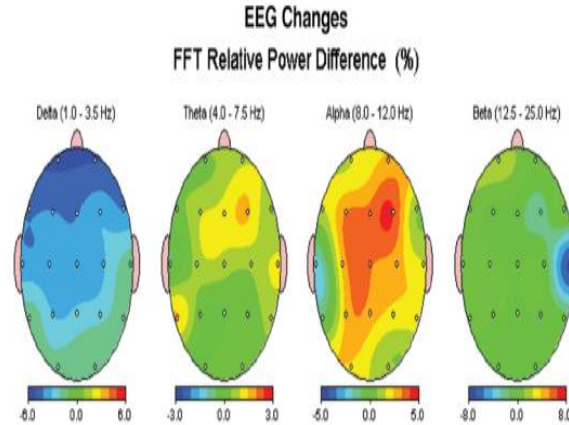 EEG Changes
FFT Relative Power Difference (%)
Delta (1.0 - 3.5 Hz) Theta (4.0 - 7.5 Hz) Alpha (8.0 - 12.0 Hz) Beta (12.5 - 25.0 Hz)
-6.0 0.0 6.0 -3.0 0.0 3.0 -5.0 0.0 5.0 -8.0 0.0 8.0